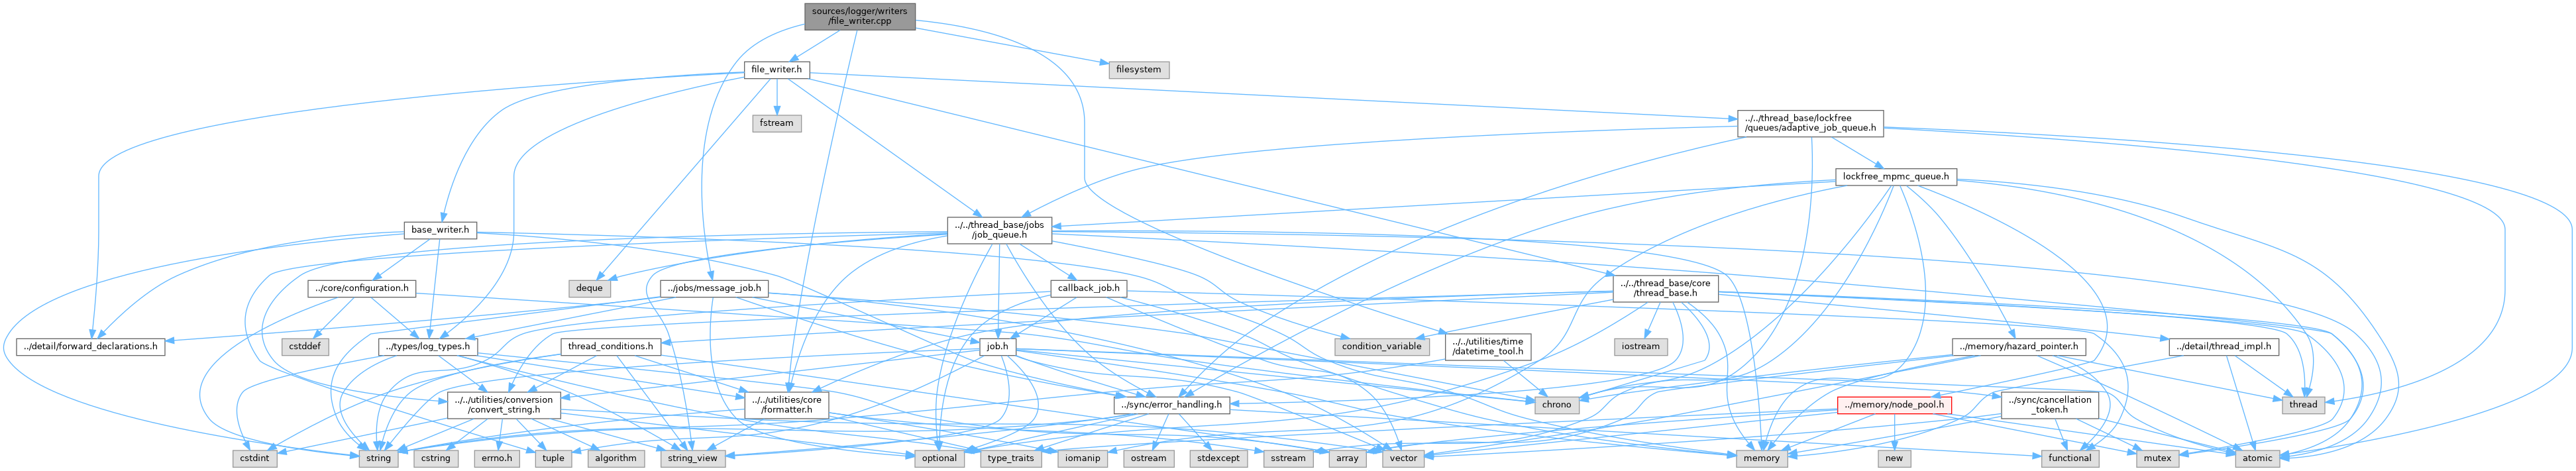 sources/logger/writers
/file_writer.cpp
file_writer.h
filesystem
fstream
../../thread_base/lockfree
/queues/adaptive_job_queue.h
lockfree_mpmc_queue.h
base_writer.h
../../thread_base/jobs
/job_queue.h
../core/configuration.h
deque
../jobs/message_job.h
callback_job.h
../../thread_base/core
/thread_base.h
../detail/forward_declarations.h
cstddef
../types/log_types.h
thread_conditions.h
job.h
condition_variable
../../utilities/time
/datetime_tool.h
iostream
../memory/hazard_pointer.h
../detail/thread_impl.h
../../utilities/conversion
/convert_string.h
../../utilities/core
/formatter.h
../sync/error_handling.h
chrono
../memory/node_pool.h
../sync/cancellation
_token.h
thread
cstdint
string
cstring
errno.h
tuple
algorithm
string_view
optional
type_traits
iomanip
ostream
stdexcept
sstream
array
vector
memory
new
functional
mutex
atomic